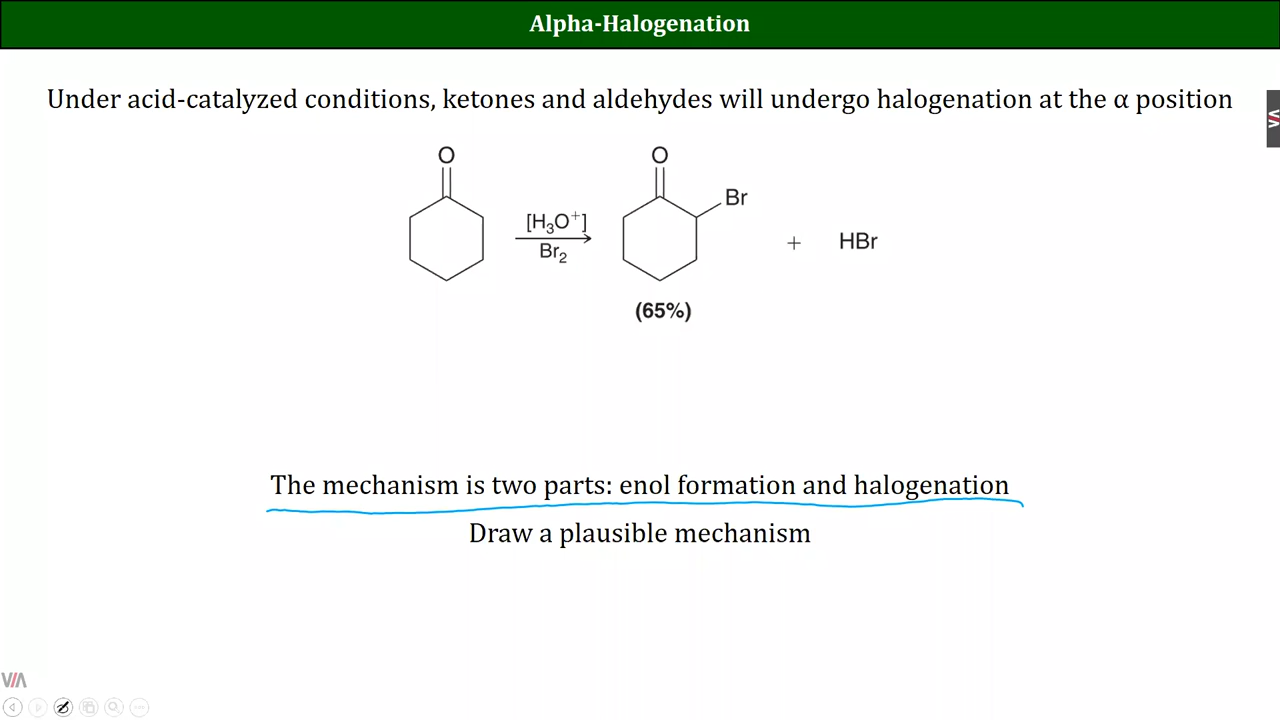 Alpha-Halogenation
Under acid-catalyzed conditions, ketones and aldehydes will undergo halogenation at the α position
O
O
Br
[H₃O⁺]
Br₂
+ HBr
(65%)
The mechanism is two parts: enol formation and halogenation
Draw a plausible mechanism
VIA